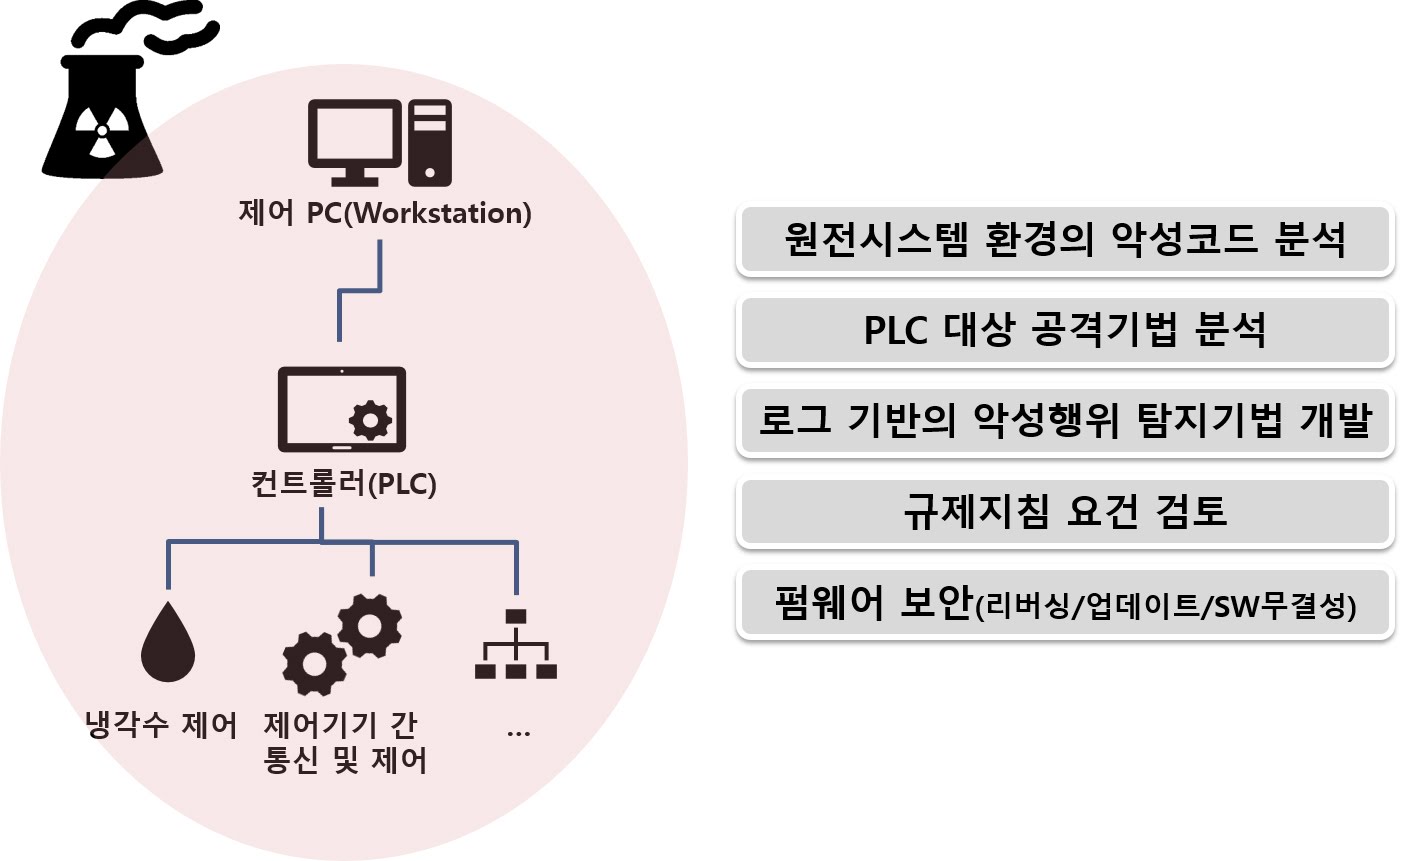 제어 PC(Workstation)
컨트롤러(PLC)
냉각수 제어
제어기기 간
통신 및 제어
...
원전시스템 환경의 악성코드 분석
PLC 대상 공격기법 분석
로그 기반의 악성행위 탐지기법 개발
규제지침 요건 검토
펌웨어 보안(리버싱/업데이트/SW무결성)